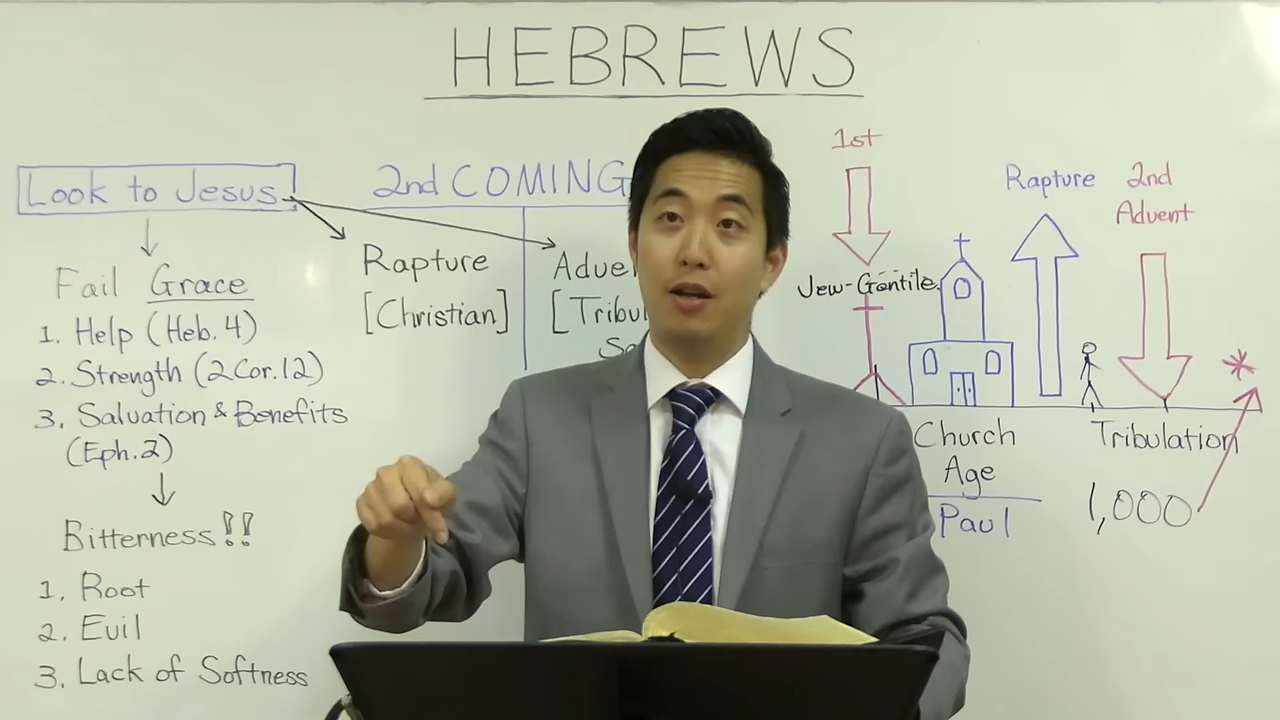 HEBREWS
Look to Jesus
Fail Grace
1. Help (Heb. 4)
2. Strength (2 Cor. 12)
3. Salvation & Benefits
(Eph. 2)
Bitterness!!
1. Root
2. Evil
3. Lack of Softness
2nd COMING
Rapture
[Christian]
1st
Jew-Gentile
Church
Age
Paul
Rapture
2nd
Advent
Tribulation
1,000
*